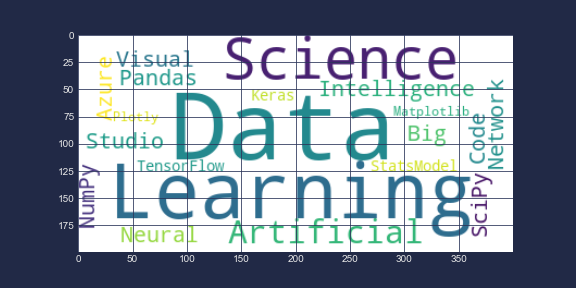 0
25
50
75
100
125
150
175
0 50 100 150 200 250 300 350
Science
Visual
Pandas
Azure
Intelligence
Keras
Plotly
Data
Matplotlib
Big
Code
Network
Studio
TensorFlow
StatsModel
Learning
NumPy
SciPy
Neural
Artificial